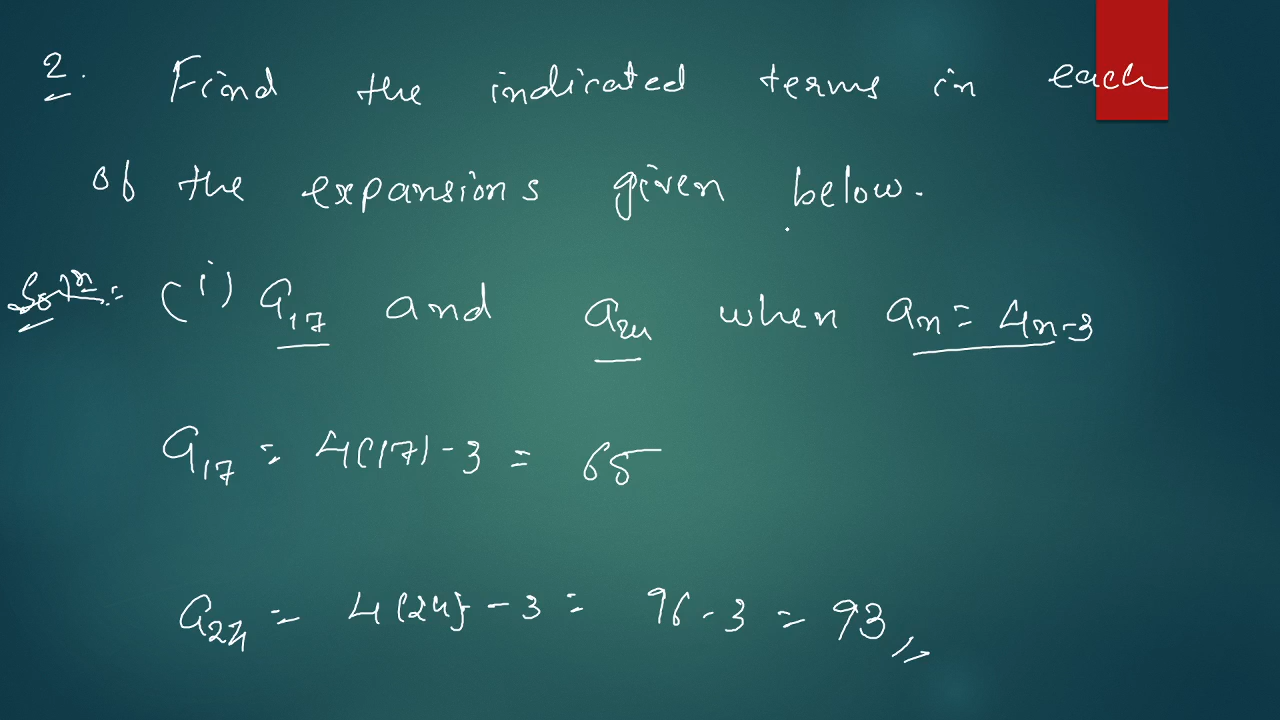 2. Find the indicated terms in each
of the expansions given below.
Solⁿ: (i) a₁₇ and a₂₄ when aₙ = 4n-3
a₁₇ = 4(17) - 3 = 65
a₂₄ = 4(24) - 3 = 96 - 3 = 93,,